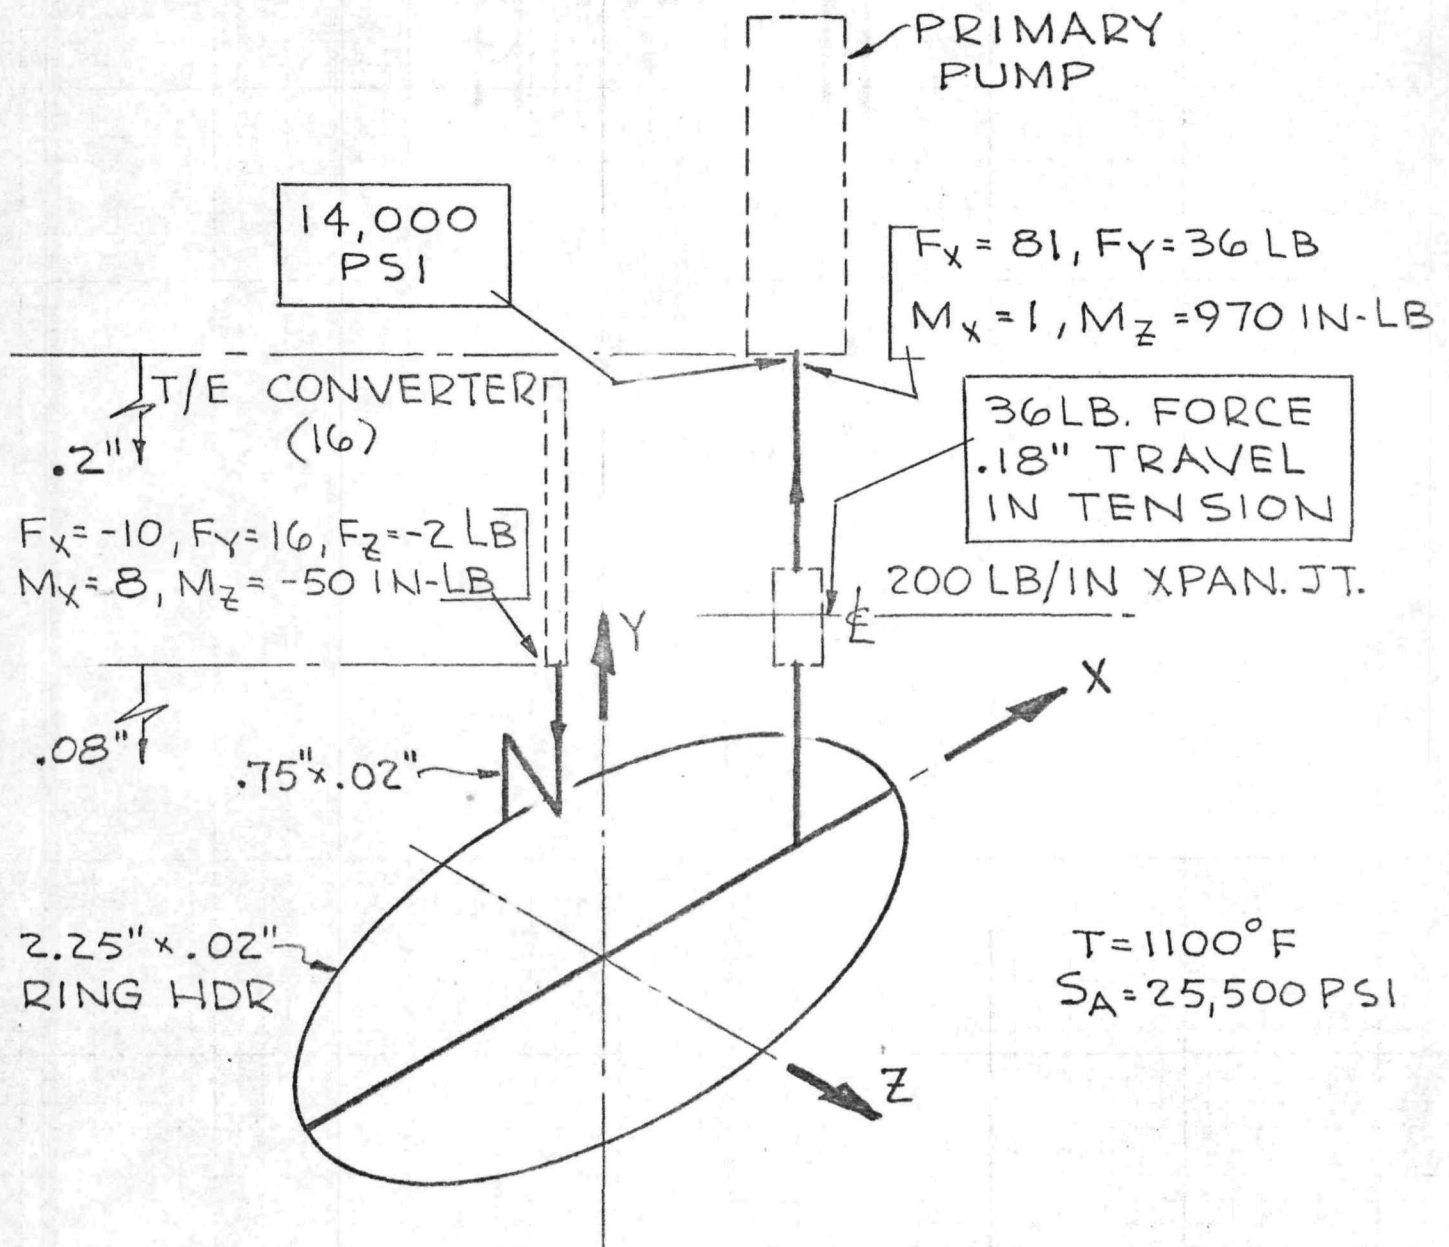 PRIMARY
PUMP
14,000
PSI
FX = 81, FY = 36 LB
MX = 1, MZ = 970 IN-LB
T/E CONVERTER
(16)
.2"
36 LB. FORCE
.18" TRAVEL
IN TENSION
FX = -10, FY = 16, FZ = -2 LB
MX = 8, MZ = -50 IN-LB
200 LB/IN XPAN. JT.
℄
Y
X
.08"
.75" x .02"
2.25" x .02"
RING HDR
T = 1100° F
SA = 25,500 PSI
Z